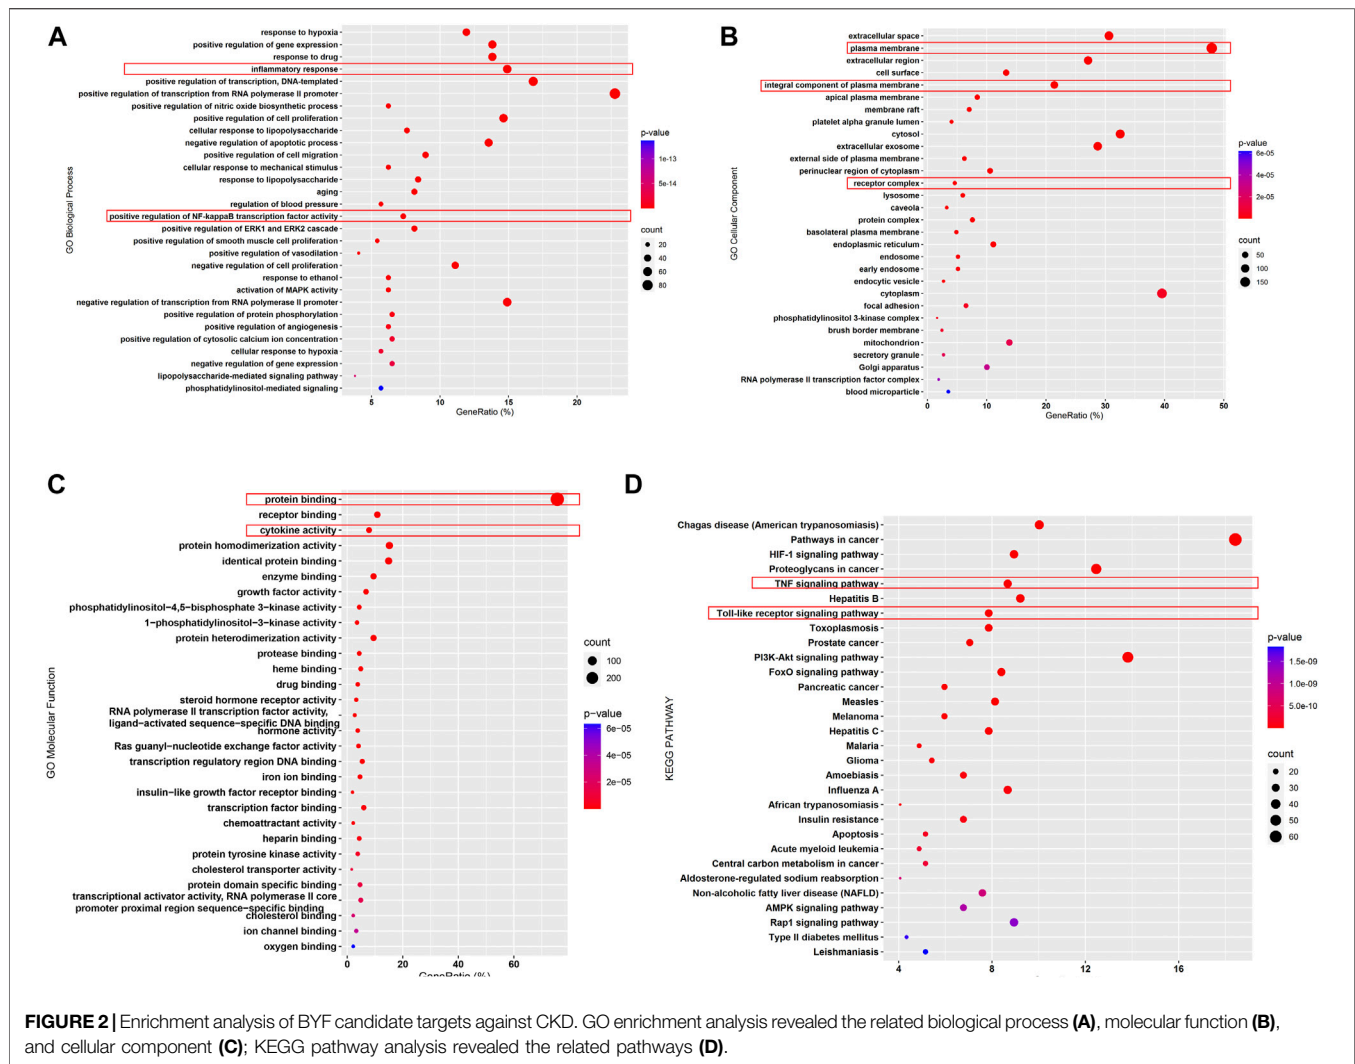 A
response to hypoxia
positive regulation of gene expression
response to drug
inflammatory response
positive regulation of transcription, DNA-templated
positive regulation of transcription from RNA polymerase II promoter
positive regulation of nitric oxide biosynthetic process
positive regulation of cell proliferation
cellular response to lipopolysaccharide
negative regulation of apoptotic process
positive regulation of cell migration
cellular response to mechanical stimulus
response to lipopolysaccharide
aging
regulation of blood pressure
positive regulation of NF-kappaB transcription factor activity
positive regulation of ERK1 and ERK2 cascade
positive regulation of smooth muscle cell proliferation
positive regulation of vasodilation
negative regulation of cell proliferation
response to ethanol
activation of MAPK activity
negative regulation of transcription from RNA polymerase II promoter
positive regulation of protein phosphorylation
positive regulation of angiogenesis
positive regulation of cytosolic calcium ion concentration
cellular response to hypoxia
negative regulation of gene expression
lipopolysaccharide-mediated signaling pathway
phosphatidylinositol-mediated signaling
GO Biological Process
5 10 15 20
GeneRatio (%)
p-value
1e-13
5e-14
count
20
40
60
80
B
extracellular space
plasma membrane
extracellular region
cell surface
integral component of plasma membrane
apical plasma membrane
membrane raft
platelet alpha granule lumen
cytosol
extracellular exosome
external side of plasma membrane
perinuclear region of cytoplasm
receptor complex
lysosome
caveola
protein complex
basolateral plasma membrane
endoplasmic reticulum
endosome
early endosome
endocytic vesicle
cytoplasm
focal adhesion
phosphatidylinositol 3-kinase complex
brush border membrane
mitochondrion
secretory granule
Golgi apparatus
RNA polymerase II transcription factor complex
blood microparticle
GO Cellular Component
0 10 20 30 40 50
GeneRatio (%)
p-value
6e-05
4e-05
2e-05
count
50
100
150
C
protein binding
receptor binding
cytokine activity
protein homodimerization activity
identical protein binding
enzyme binding
growth factor activity
phosphatidylinositol−4,5−bisphosphate 3−kinase activity
1−phosphatidylinositol−3−kinase activity
protein heterodimerization activity
protease binding
heme binding
drug binding
steroid hormone receptor activity
RNA polymerase II transcription factor activity,
ligand−activated sequence−specific DNA binding
hormone activity
Ras guanyl−nucleotide exchange factor activity
transcription regulatory region DNA binding
iron ion binding
insulin−like growth factor receptor binding
transcription factor binding
chemoattractant activity
heparin binding
protein tyrosine kinase activity
cholesterol transporter activity
protein domain specific binding
transcriptional activator activity, RNA polymerase II core
promoter proximal region sequence−specific binding
cholesterol binding
ion channel binding
oxygen binding
GO Molecular Function
0 20 40 60
GeneRatio (%)
count
100
200
p−value
6e−05
4e−05
2e−05
D
Chagas disease (American trypanosomiasis)
Pathways in cancer
HIF-1 signaling pathway
Proteoglycans in cancer
TNF signaling pathway
Hepatitis B
Toll-like receptor signaling pathway
Toxoplasmosis
Prostate cancer
PI3K-Akt signaling pathway
FoxO signaling pathway
Pancreatic cancer
Measles
Melanoma
Hepatitis C
Malaria
Glioma
Amoebiasis
Influenza A
African trypanosomiasis
Insulin resistance
Apoptosis
Acute myeloid leukemia
Central carbon metabolism in cancer
Aldosterone-regulated sodium reabsorption
Non-alcoholic fatty liver disease (NAFLD)
AMPK signaling pathway
Rap1 signaling pathway
Type II diabetes mellitus
Leishmaniasis
KEGG PATHWAY
4 8 12 16
p-value
1.5e-09
1.0e-09
5.0e-10
count
20
30
40
50
60
FIGURE 2 | Enrichment analysis of BYF candidate targets against CKD. GO enrichment analysis revealed the related biological process (A), molecular function (B),
and cellular component (C); KEGG pathway analysis revealed the related pathways (D).